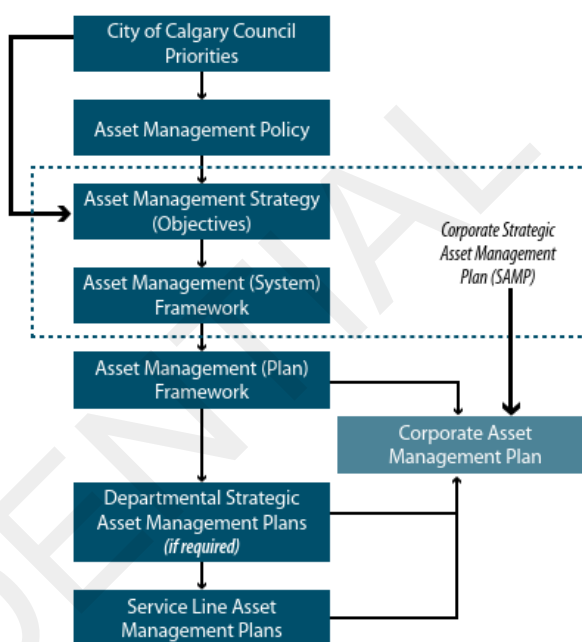 City of Calgary Council
Priorities
Asset Management Policy
Asset Management Strategy
(Objectives)
Corporate Strategic
Asset Management
Plan (SAMP)
Asset Management (System)
Framework
Asset Management (Plan)
Framework
Corporate Asset
Management Plan
Departmental Strategic
Asset Management Plans
(if required)
Service Line Asset
Management Plans
DENTIAL